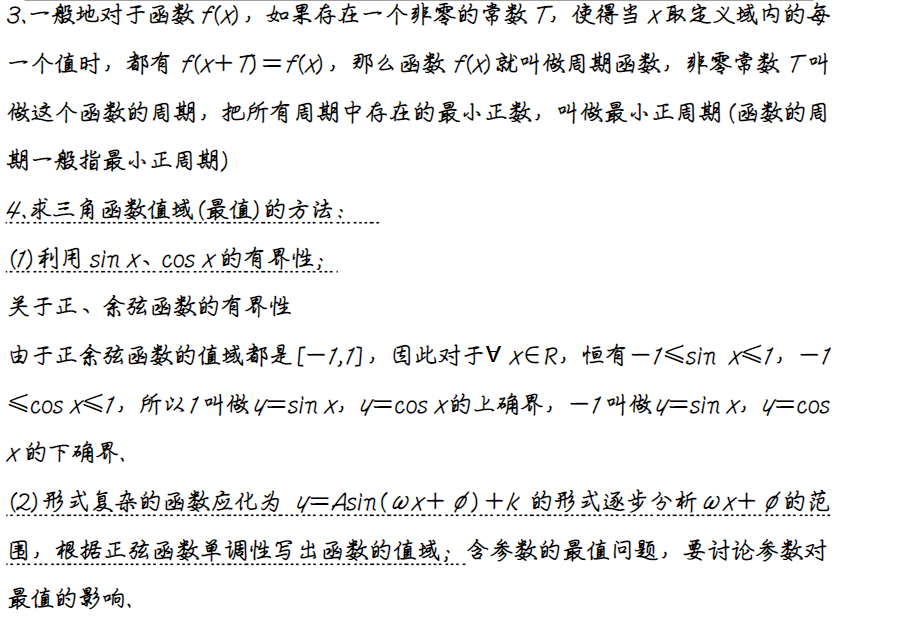 3.一般地对于函数 f(x)，如果存在一个非零的常数 T，使得当 x 取定义域内的每
一个值时，都有 f(x＋T)＝f(x)，那么函数 f(x)就叫做周期函数，非零常数 T 叫
做这个函数的周期，把所有周期中存在的最小正数，叫做最小正周期(函数的周
期一般指最小正周期)
4.求三角函数值域(最值)的方法：
(1)利用 sin x、cos x 的有界性；
关于正、余弦函数的有界性
由于正余弦函数的值域都是[－1,1]，因此对于∀ x∈R，恒有－1≤sin x≤1，－1
≤cos x≤1，所以 1 叫做 y＝sin x，y＝cos x 的上确界，－1 叫做 y＝sin x，y＝cos
x 的下确界.
(2)形式复杂的函数应化为 y＝Asin(ωx＋φ)＋k 的形式逐步分析 ωx＋φ 的范
围，根据正弦函数单调性写出函数的值域；含参数的最值问题，要讨论参数对
最值的影响.